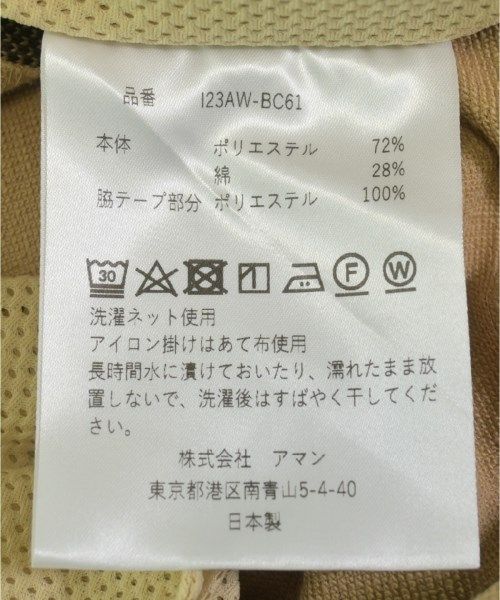 品番 I23AW-BC61
本体 ポリエステル 72%
綿 28%
脇テープ部分 ポリエステル 100%
30 F W
洗濯ネット使用
アイロン掛けはあて布使用
長時間水に漬けておいたり、濡れたまま放
置しないで、洗濯後はすばやく干してくだ
さい。
株式会社 アマン
東京都港区南青山5-4-40
日本製